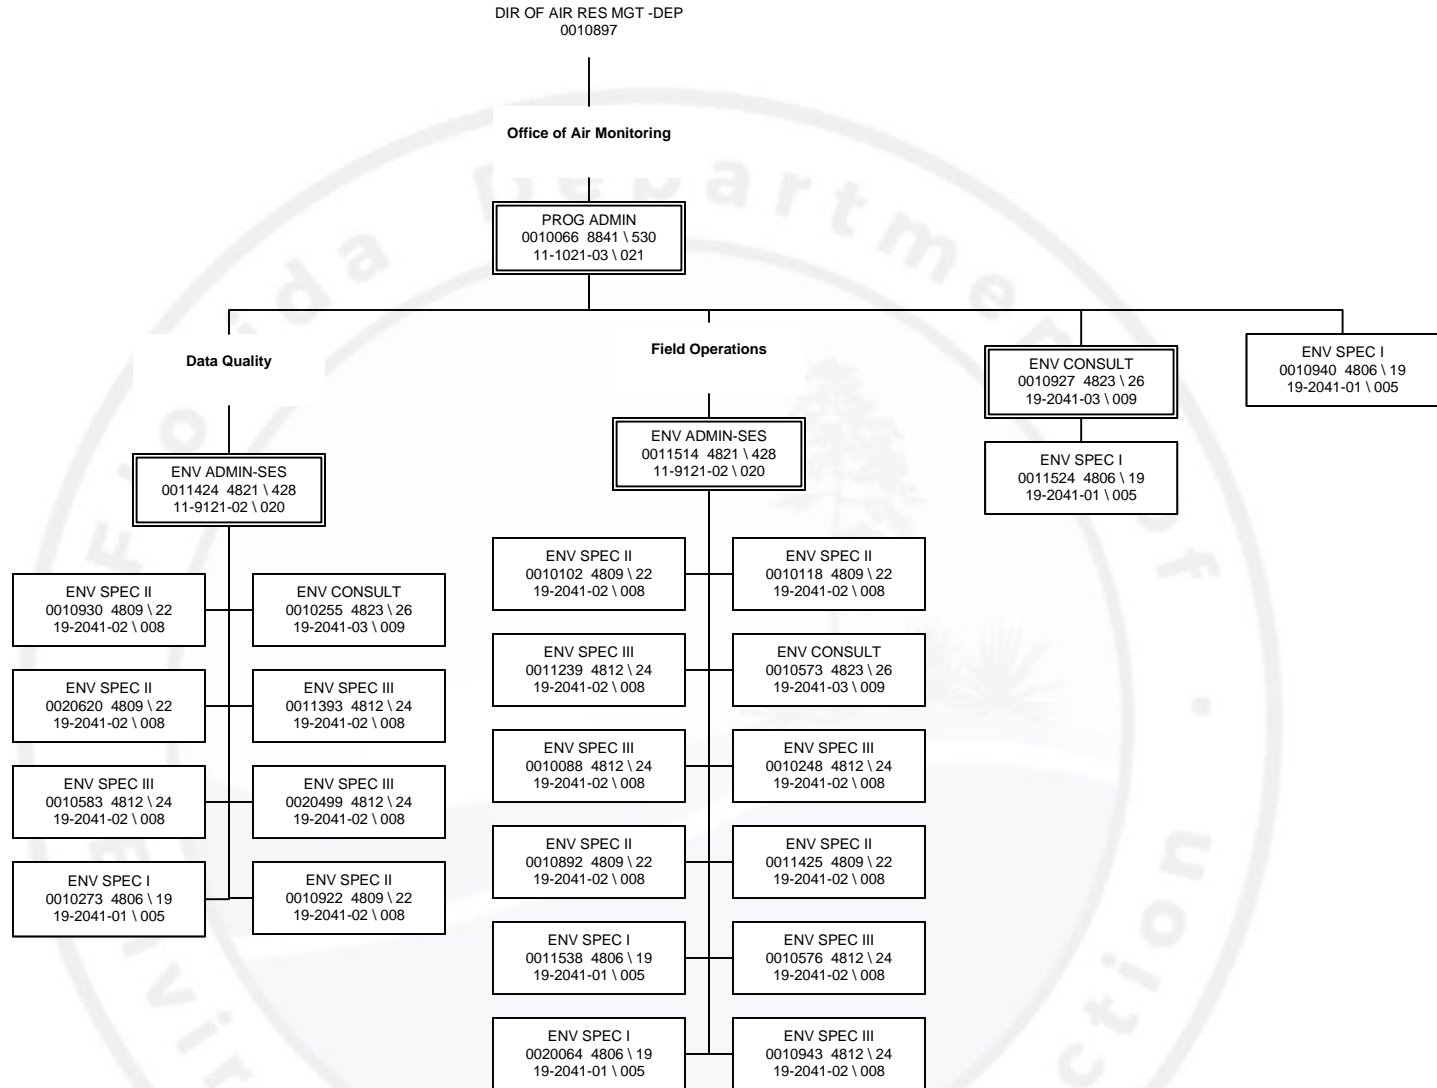 DIR OF AIR RES MGT -DEP
0010897
Office of Air Monitoring
PROG ADMIN
0010066 8841 \ 530
11-1021-03 \ 021
Data Quality
ENV ADMIN-SES
0011424 4821 \ 428
11-9121-02 \ 020
ENV SPEC II
0010930 4809 \ 22
19-2041-02 \ 008
ENV CONSULT
0010255 4823 \ 26
19-2041-03 \ 009
ENV SPEC II
0020620 4809 \ 22
19-2041-02 \ 008
ENV SPEC III
0011393 4812 \ 24
19-2041-02 \ 008
ENV SPEC III
0010583 4812 \ 24
19-2041-02 \ 008
ENV SPEC III
0020499 4812 \ 24
19-2041-02 \ 008
ENV SPEC I
0010273 4806 \ 19
19-2041-01 \ 005
ENV SPEC II
0010922 4809 \ 22
19-2041-02 \ 008
Field Operations
ENV ADMIN-SES
0011514 4821 \ 428
11-9121-02 \ 020
ENV SPEC II
0010102 4809 \ 22
19-2041-02 \ 008
ENV SPEC II
0010118 4809 \ 22
19-2041-02 \ 008
ENV SPEC III
0011239 4812 \ 24
19-2041-02 \ 008
ENV CONSULT
0010573 4823 \ 26
19-2041-03 \ 009
ENV SPEC III
0010088 4812 \ 24
19-2041-02 \ 008
ENV SPEC III
0010248 4812 \ 24
19-2041-02 \ 008
ENV SPEC II
0010892 4809 \ 22
19-2041-02 \ 008
ENV SPEC II
0011425 4809 \ 22
19-2041-02 \ 008
ENV SPEC I
0011538 4806 \ 19
19-2041-01 \ 005
ENV SPEC III
0010576 4812 \ 24
19-2041-02 \ 008
ENV SPEC I
0020064 4806 \ 19
19-2041-01 \ 005
ENV SPEC III
0010943 4812 \ 24
19-2041-02 \ 008
ENV CONSULT
0010927 4823 \ 26
19-2041-03 \ 009
ENV SPEC I
0011524 4806 \ 19
19-2041-01 \ 005
ENV SPEC I
0010940 4806 \ 19
19-2041-01 \ 005